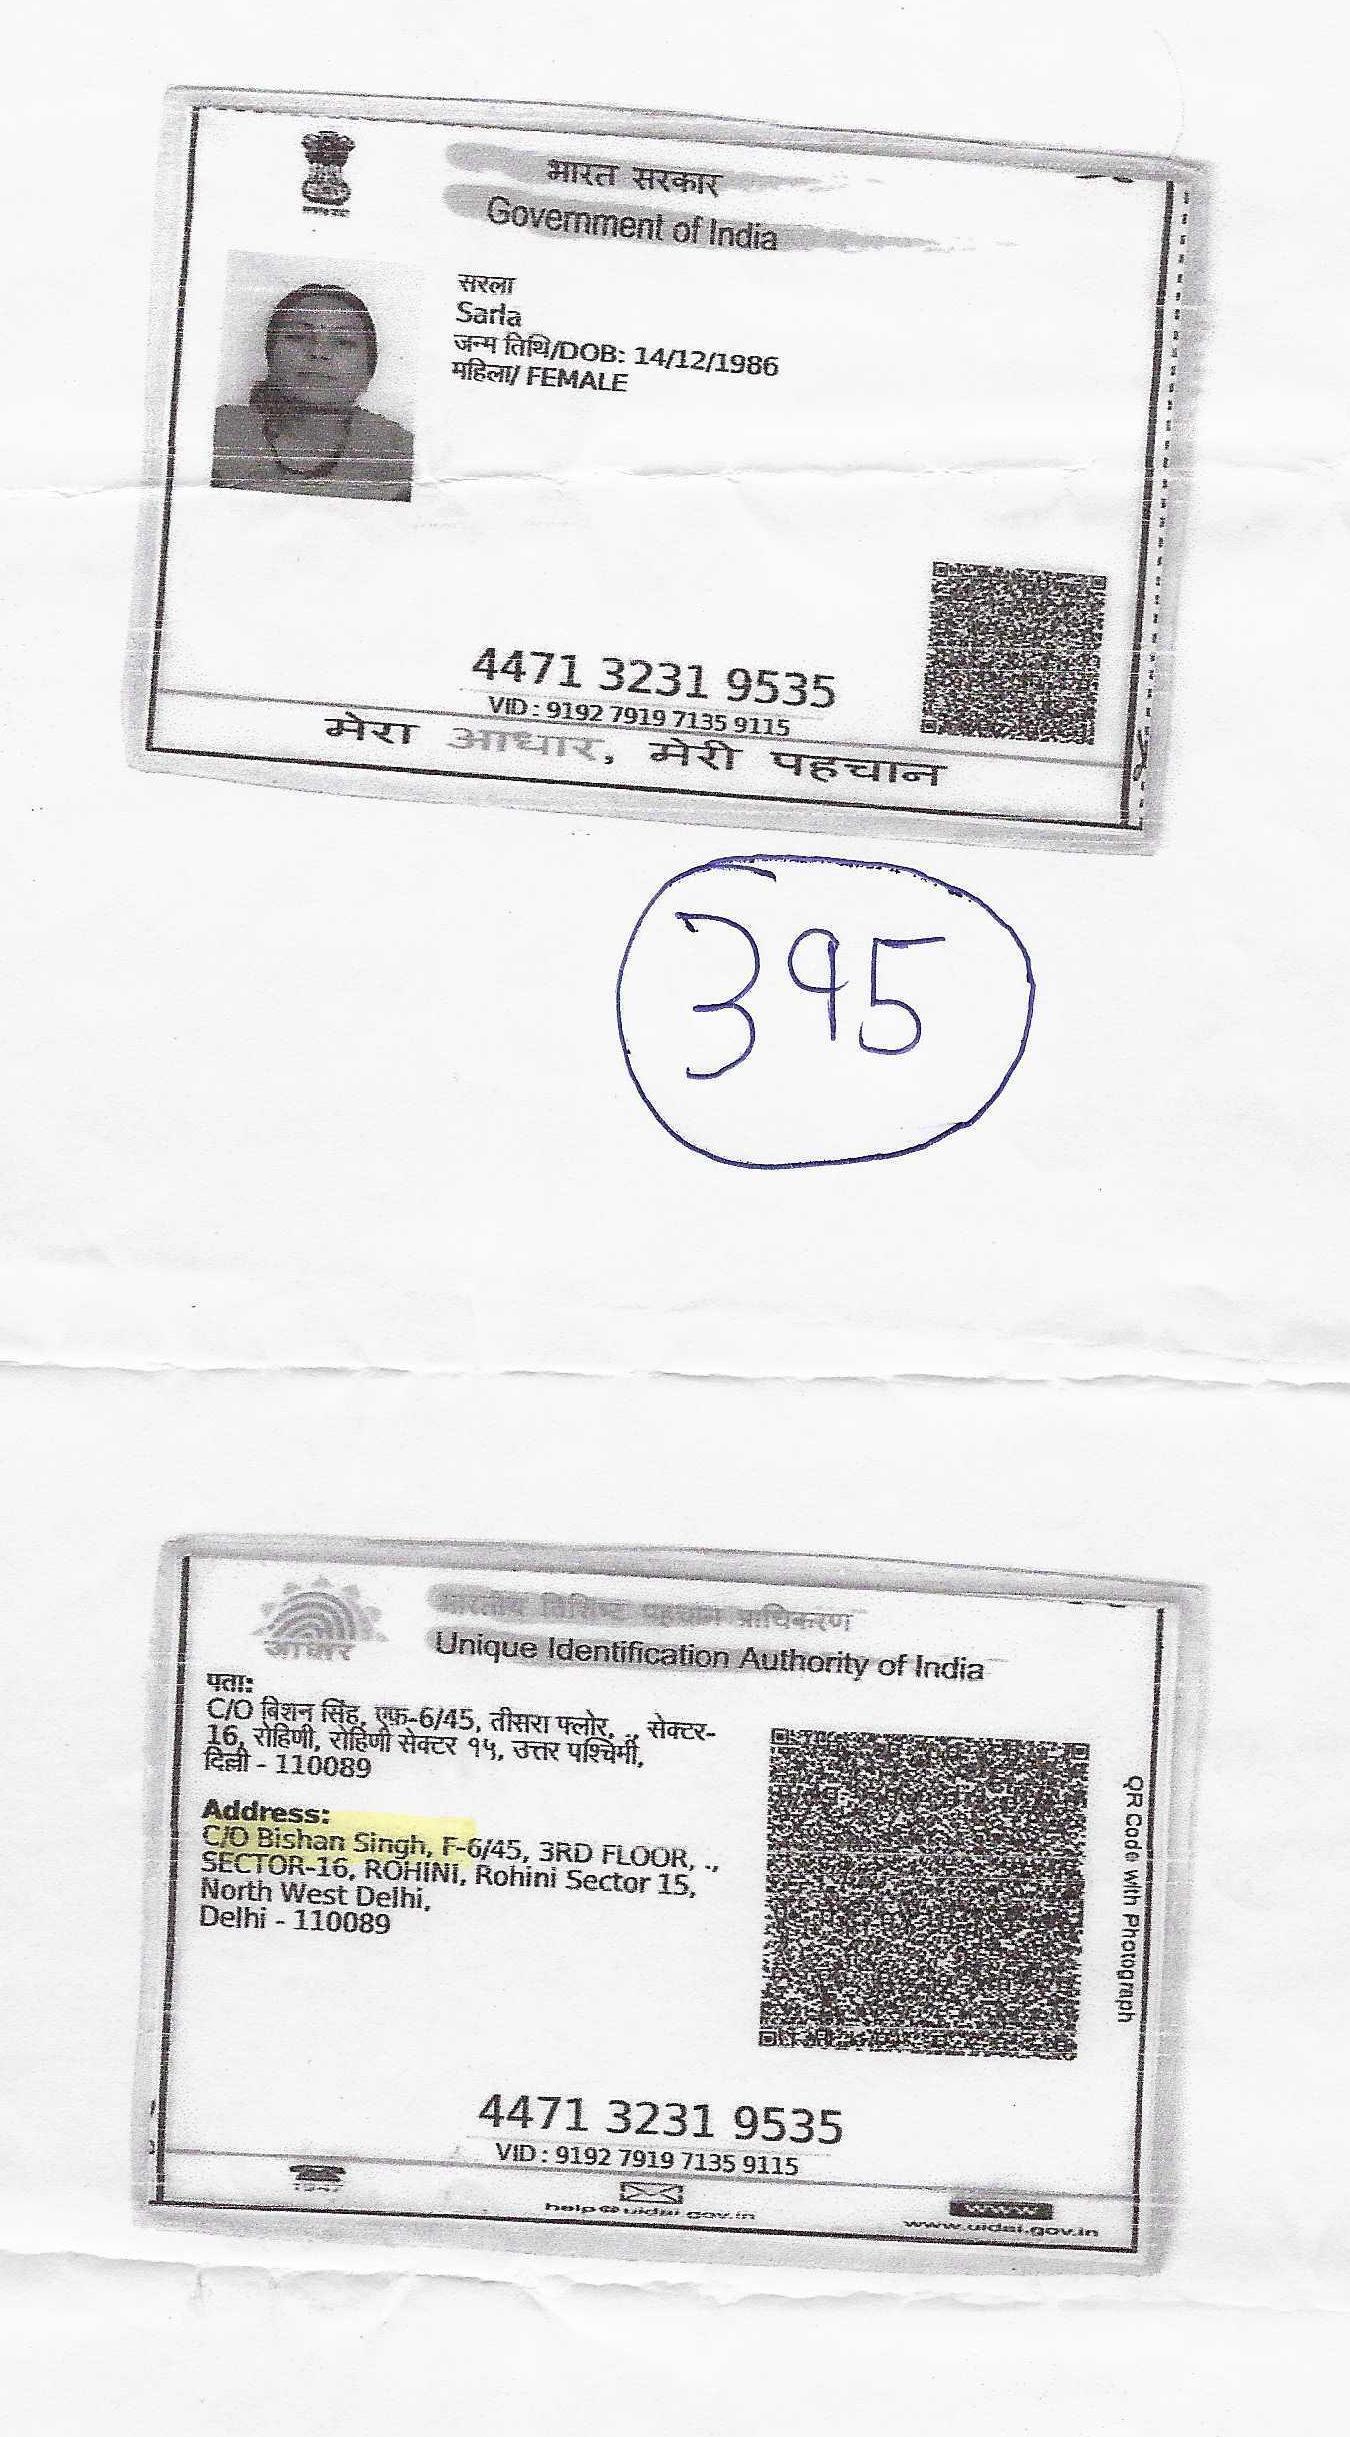 भारत सरकार
Government of India
सरला
Sarla
जन्म तिथि/DOB: 14/12/1986
महिला/ FEMALE
4471 3231 9535
VID : 9192 7919 7135 9115
मेरा आधार, मेरी पहचान
395
भारतीय विशिष्ट पहचान प्राधिकरण
Unique Identification Authority of India
आधार
पता:
C/O बिशन सिंह, एफ़-6/45, तीसरा फ्लोर, ., सेक्टर-
16, रोहिणी, रोहिणी सेक्टर १५, उत्तर पश्चिमी,
दिल्ली - 110089
Address:
C/O Bishan Singh, F-6/45, 3RD FLOOR, .,
SECTOR-16, ROHINI, Rohini Sector 15,
North West Delhi,
Delhi - 110089
QR Code with Photograph
4471 3231 9535
VID : 9192 7919 7135 9115
1947
help@uidai.gov.in
www
www.uidai.gov.in